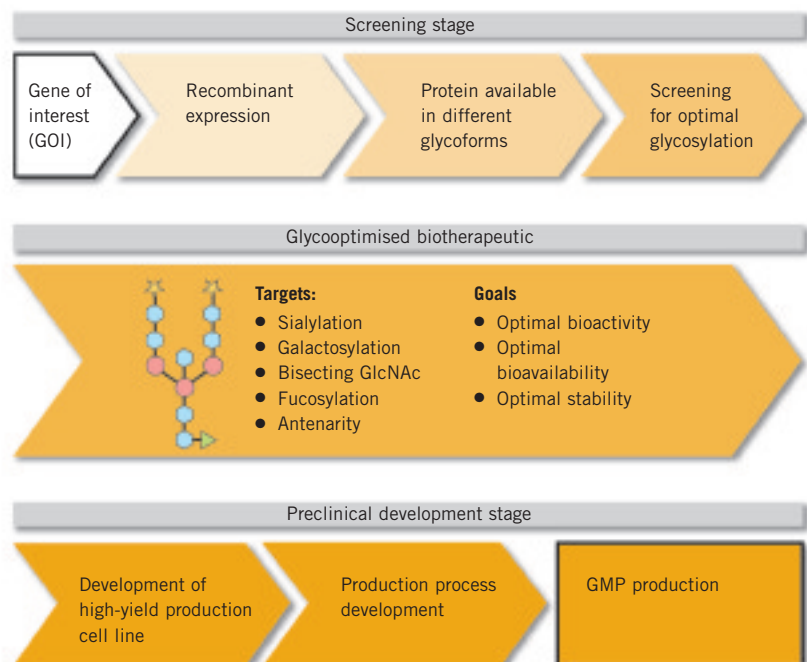 Screening stage
Gene of
interest
(GOI)
Recombinant
expression
Protein available
in different
glycoforms
Screening
for optimal
glycosylation
Glycooptimised biotherapeutic
Targets:
● Sialylation
● Galactosylation
● Bisecting GlcNAc
● Fucosylation
● Antenarity
Goals
● Optimal bioactivity
● Optimal
bioavailability
● Optimal stability
Preclinical development stage
Development of
high-yield production
cell line
Production process
development
GMP production